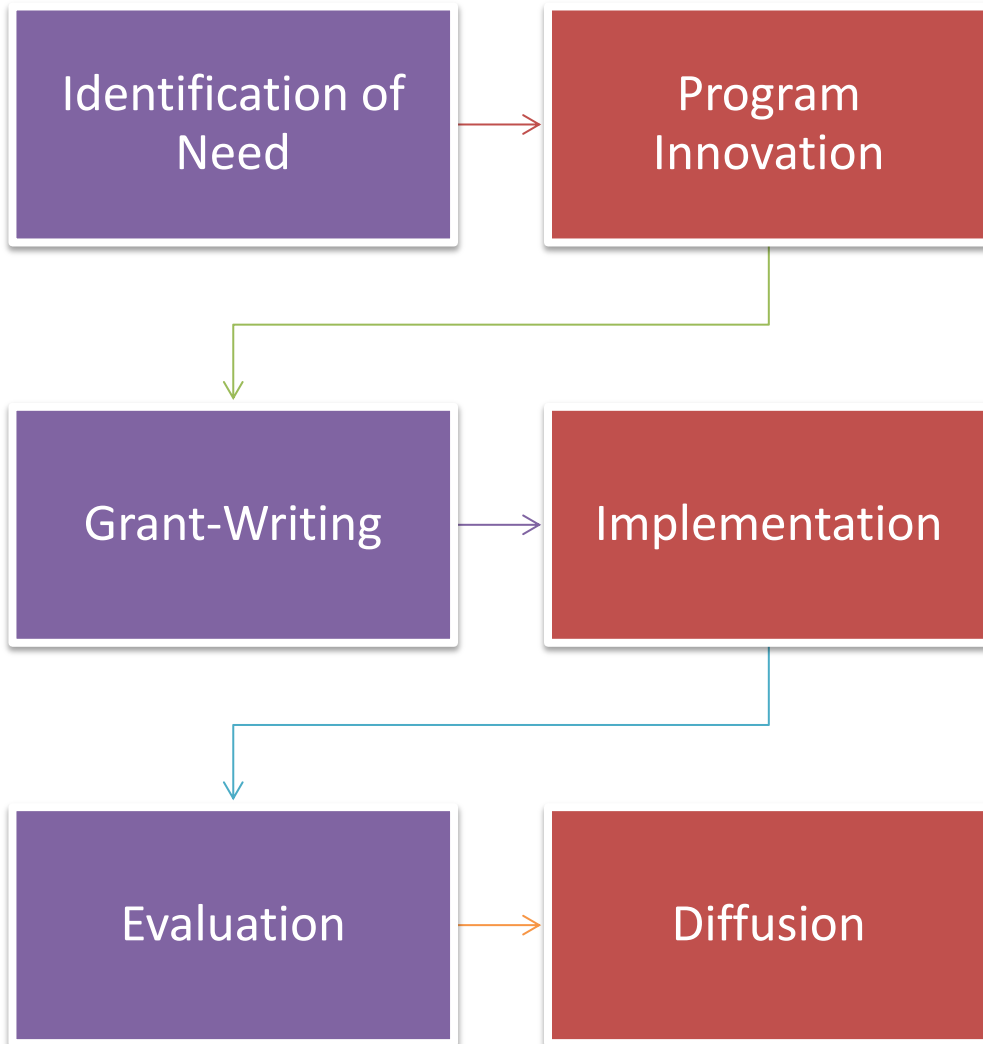 Identification of
Need
Program
Innovation
Grant-Writing
Implementation
Evaluation
Diffusion